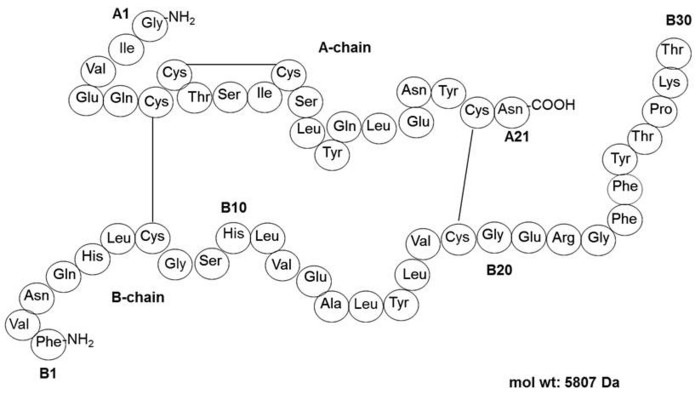 A1
Gly-NH₂
B30
Ile
A-chain
Thr
Val
Cys
Cys
Lys
Glu Gln Cys Thr Ser Ile Ser
Asn Tyr
Pro
Cys Asn-COOH
Leu Gln Leu Glu
A21
Thr
Tyr
Tyr
Phe
B10
Phe
Leu Cys
His Leu
Val Cys Gly Glu Arg Gly
His
Gly Ser
Val
B20
Gln
Glu
Leu
Asn
B-chain
Ala Leu Tyr
Val
Phe-NH₂
B1
mol wt: 5807 Da